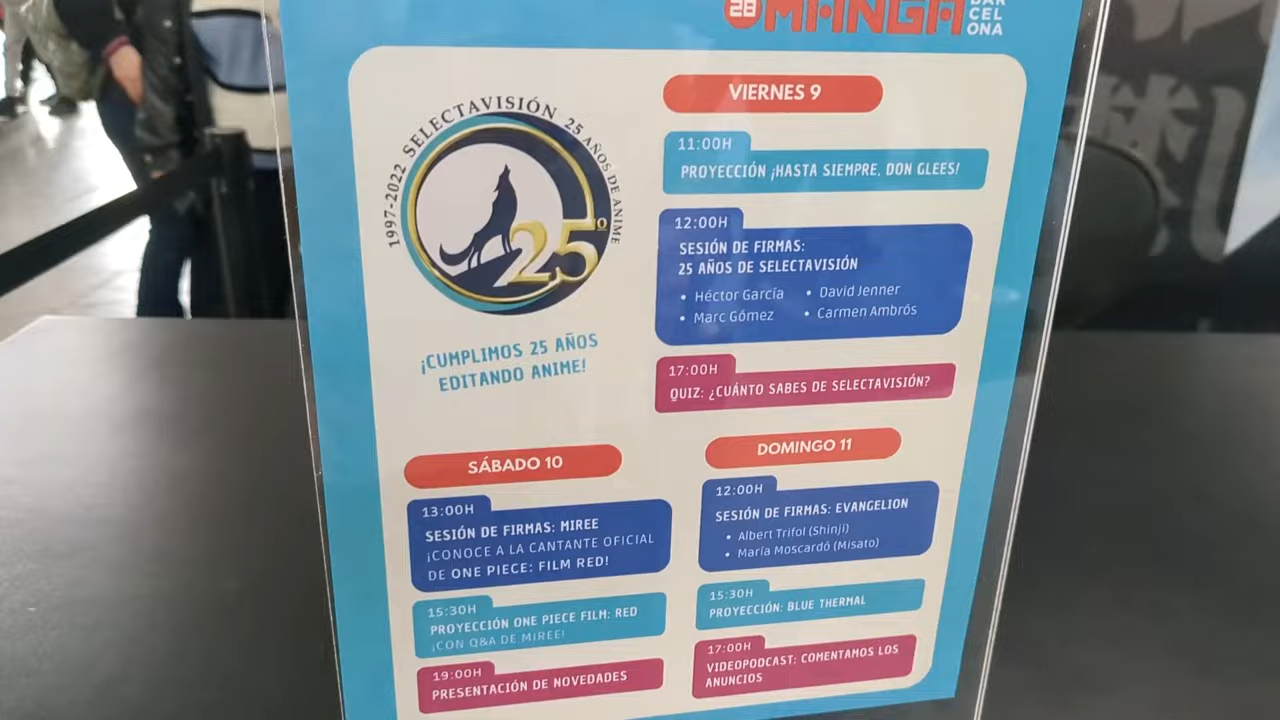 28 MANGA BAR
CEL
ONA
1997-2022 SELECTAVISIÓN 25 AÑOS DE ANIME
25º
¡CUMPLIMOS 25 AÑOS
EDITANDO ANIME!
VIERNES 9
11:00H
PROYECCIÓN ¡HASTA SIEMPRE, DON GLEES!
12:00H
SESIÓN DE FIRMAS:
25 AÑOS DE SELECTAVISIÓN
• Héctor García • David Jenner
• Marc Gómez • Carmen Ambrós
17:00H
QUIZ: ¿CUÁNTO SABES DE SELECTAVISIÓN?
SÁBADO 10
13:00H
SESIÓN DE FIRMAS: MIREE
¡CONOCE A LA CANTANTE OFICIAL
DE ONE PIECE: FILM RED!
15:30H
PROYECCIÓN ONE PIECE FILM: RED
¡CON Q&A DE MIREE!
19:00H
PRESENTACIÓN DE NOVEDADES
DOMINGO 11
12:00H
SESIÓN DE FIRMAS: EVANGELION
• Albert Trifol (Shinji)
• María Moscardó (Misato)
15:30H
PROYECCIÓN: BLUE THERMAL
17:00H
VIDEOPODCAST: COMENTAMOS LOS
ANUNCIOS